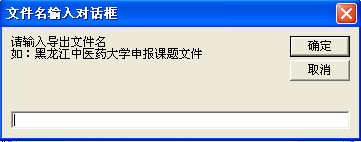 文件名输入对话框
请输入导出文件名
如：黑龙江中医药大学申报课题文件
确定
取消